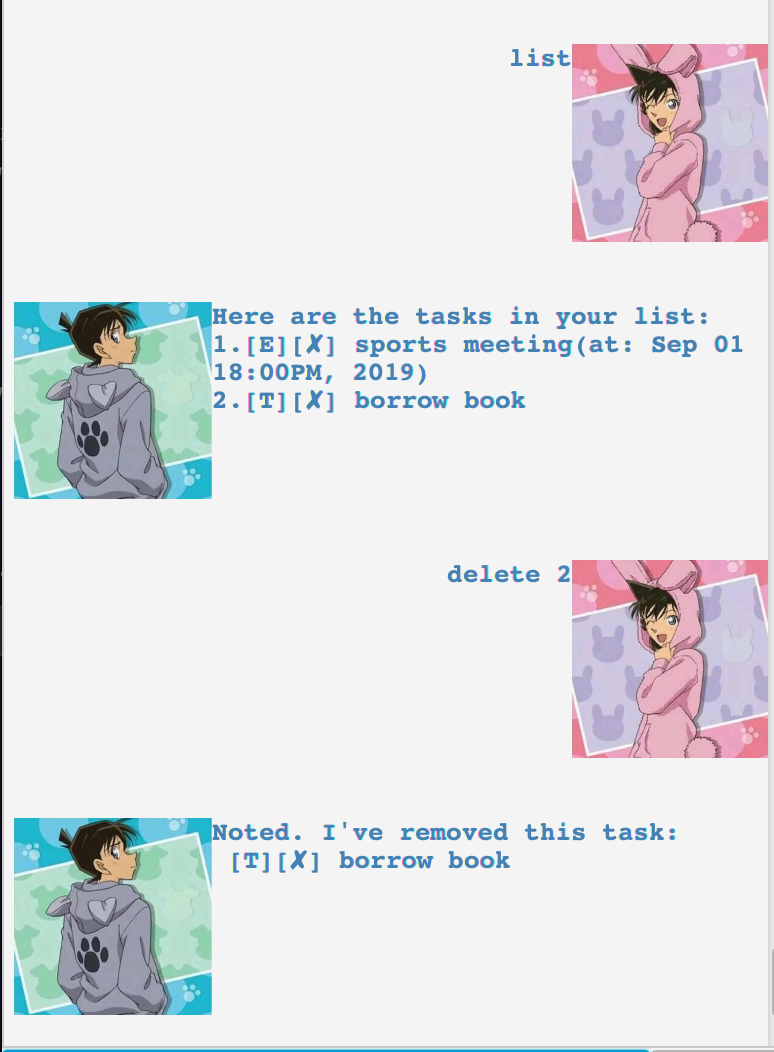 list
Here are the tasks in your list:
1.[E][✘] sports meeting(at: Sep 01
18:00PM, 2019)
2.[T][✘] borrow book
delete 2
Noted. I've removed this task:
[T][✘] borrow book